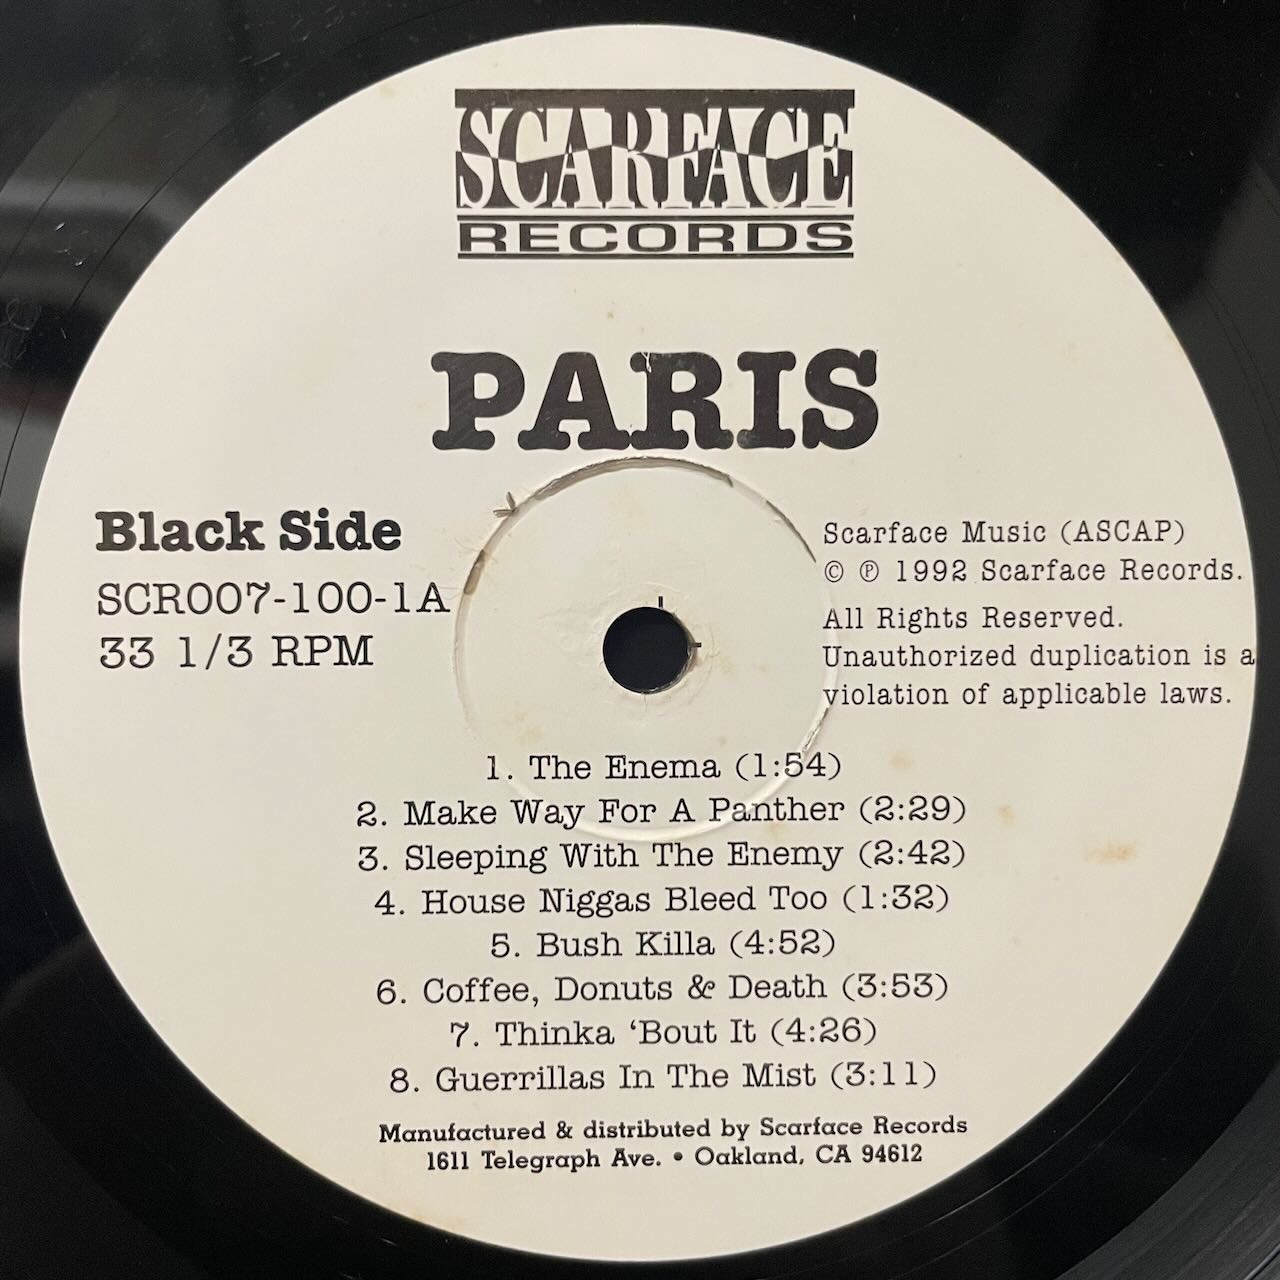 SCARFACE
RECORDS
PARIS
Black Side
SCR007-100-1A
33 1/3 RPM
Scarface Music (ASCAP)
© ℗ 1992 Scarface Records.
All Rights Reserved.
Unauthorized duplication is a
violation of applicable laws.
1. The Enema (1:54)
2. Make Way For A Panther (2:29)
3. Sleeping With The Enemy (2:42)
4. House Niggas Bleed Too (1:32)
5. Bush Killa (4:52)
6. Coffee, Donuts & Death (3:53)
7. Thinka ‘Bout It (4:26)
8. Guerrillas In The Mist (3:11)
Manufactured & distributed by Scarface Records
1611 Telegraph Ave. • Oakland, CA 94612